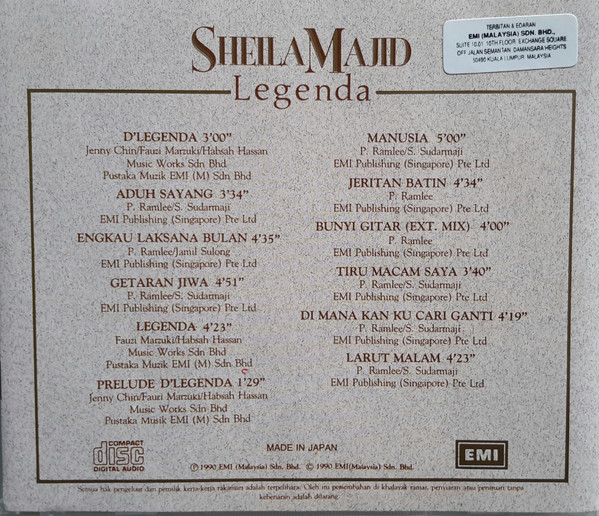 SHEILA MAJID
Legenda
TERBITAN & EDARAN
EMI (MALAYSIA) SDN. BHD.,
SUITE 10.01, 10TH FLOOR, EXCHANGE SQUARE
OFF JALAN SEMANTAN, DAMANSARA HEIGHTS
50490 KUALA LUMPUR, MALAYSIA
D'LEGENDA 3'00"
Jenny Chin/Fauzi Marzuki/Habsah Hassan
Music Works Sdn Bhd
Pustaka Muzik EMI (M) Sdn Bhd
ADUH SAYANG 3'34"
P. Ramlee/S. Sudarmaji
EMI Publishing (Singapore) Pte Ltd
ENGKAU LAKSANA BULAN 4'35"
P. Ramlee/Jamil Sulong
EMI Publishing (Singapore) Pte Ltd
GETARAN JIWA 4'51"
P. Ramlee/S. Sudarmaji
EMI Publishing (Singapore) Pte Ltd
LEGENDA 4'23"
Fauzi Marzuki/Habsah Hassan
Music Works Sdn Bhd
Pustaka Muzik EMI (M) Sdn Bhd
PRELUDE D'LEGENDA 1'29"
Jenny Chin/Fauzi Marzuki/Habsah Hassan
Music Works Sdn Bhd
Pustaka Musik EMI (M) Sdn Bhd
MANUSIA 5'00"
P. Ramlee/S. Sudarmaji
EMI Publishing (Singapore) Pte Ltd
JERITAN BATIN 4'34"
P. Ramlee
EMI Publishing (Singapore) Pte Ltd
BUNYI GITAR (EXT. MIX) 4'00"
P. Ramlee
EMI Publishing (Singapore) Pte Ltd
TIRU MACAM SAYA 3'40"
P. Ramlee/S. Sudarmaji
EMI Publishing (Singapore) Pte Ltd
DI MANA KAN KU CARI GANTI 4'19"
P. Ramlee/S. Sudarmaji
EMI Publishing (Singapore) Pte Ltd
LARUT MALAM 4'23"
P. Ramlee/S. Sudarmaji
EMI Publishing (Singapore) Pte Ltd
COMPACT
disc
DIGITAL AUDIO
MADE IN JAPAN
℗ 1990 EMI (Malaysia) Sdn. Bhd. © 1990 EMI(Malaysia) Sdn. Bhd.
EMI
Semua hak pengeluar dan pemilik kerja-kerja rakaman adalah terpelihara. Oleh itu persembahan di khalayak ramai, penyiaran atau penyiaran tanpa
kebenaran adalah dilarang.